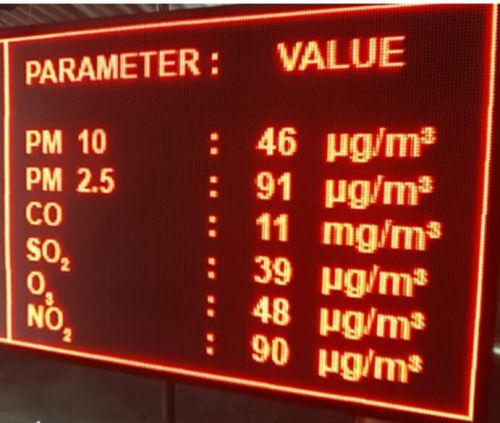 PARAMETER : VALUE
PM 10 : 46 µg/m³
PM 2.5 : 91 µg/m³
CO : 11 mg/m³
SO₂ : 39 µg/m³
O₃ : 48 µg/m³
NO₂ : 90 µg/m³